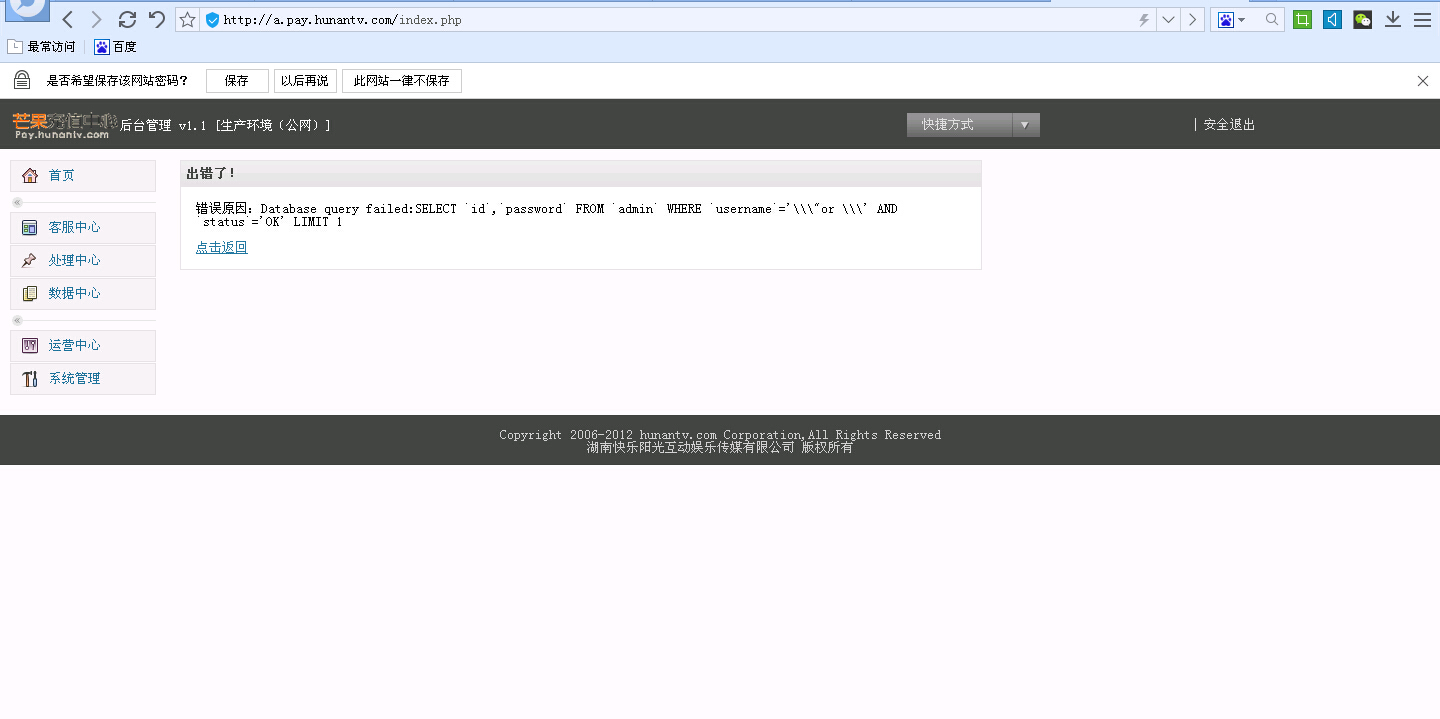 http://a.pay.hunantv.com/index.php
最常访问 百度
是否希望保存该网站密码? 保存 以后再说 此网站一律不保存
芒果充值中心 后台管理 v1.1 [生产环境（公网）] 快捷方式 | 安全退出
Pay.hunantv.com
首页
客服中心
处理中心
数据中心
运营中心
系统管理
出错了!
错误原因: Database query failed:SELECT `id`,`password` FROM `admin` WHERE `username`='\\\"or \\\' AND
`status`='OK' LIMIT 1
点击返回
Copyright 2006-2012 hunantv.com Corporation,All Rights Reserved
湖南快乐阳光互动娱乐传媒有限公司 版权所有